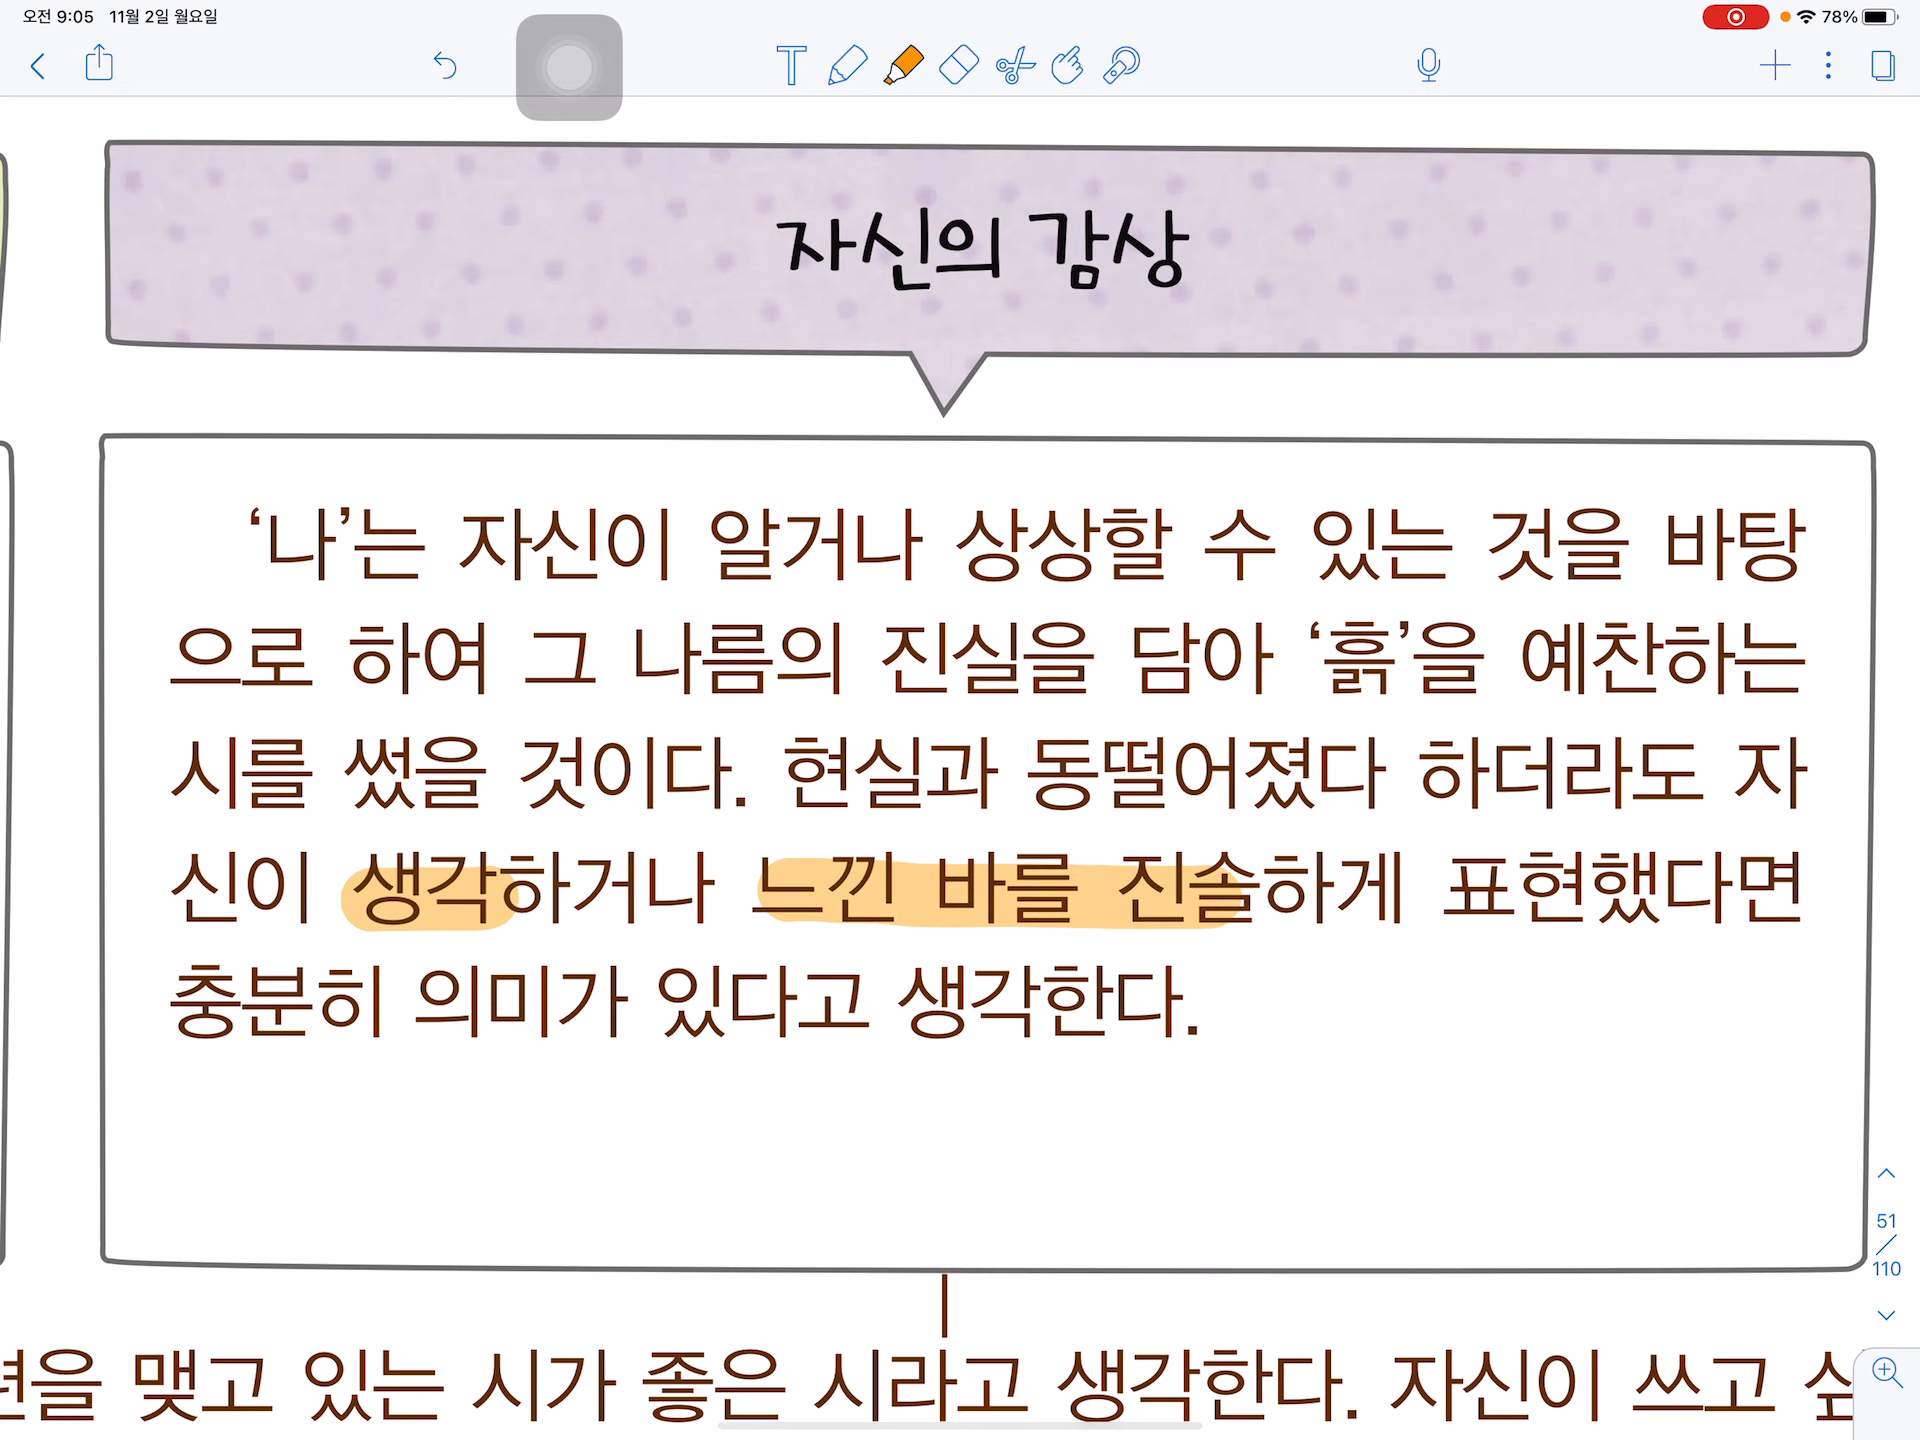 오전 9:05 11월 2일 월요일
78%
자신의 감상
‘나’는 자신이 알거나 상상할 수 있는 것을 바탕
으로 하여 그 나름의 진실을 담아 ‘흙’을 예찬하는
시를 썼을 것이다. 현실과 동떨어졌다 하더라도 자
신이 생각하거나 느낀 바를 진솔하게 표현했다면
충분히 의미가 있다고 생각한다.
51
110
맺고 있는 시가 좋은 시라고 생각한다. 자신이 쓰고